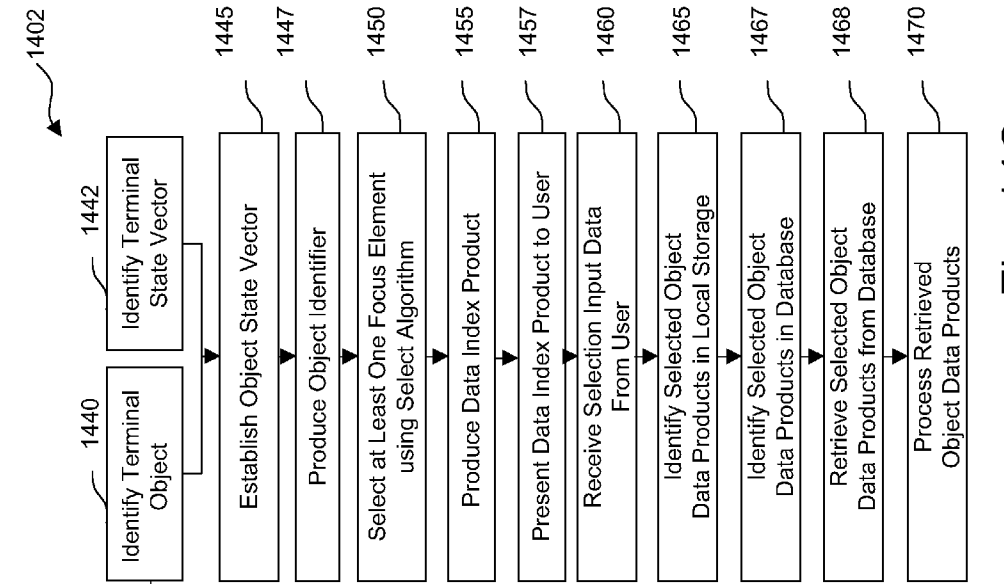 1402
1440
1442
Identify Terminal
Object
Identify Terminal
State Vector
Establish Object State Vector
1445
Produce Object Identifier
1447
Select at Least One Focus Element
using Select Algorithm
1450
Produce Data Index Product
1455
Present Data Index Product to User
1457
Receive Selection Input Data
From User
1460
Identify Selected Object
Data Products in Local Storage
1465
Identify Selected Object
Data Products in Database
1467
Retrieve Selected Object
Data Products from Database
1468
Process Retrieved
Object Data Products
1470